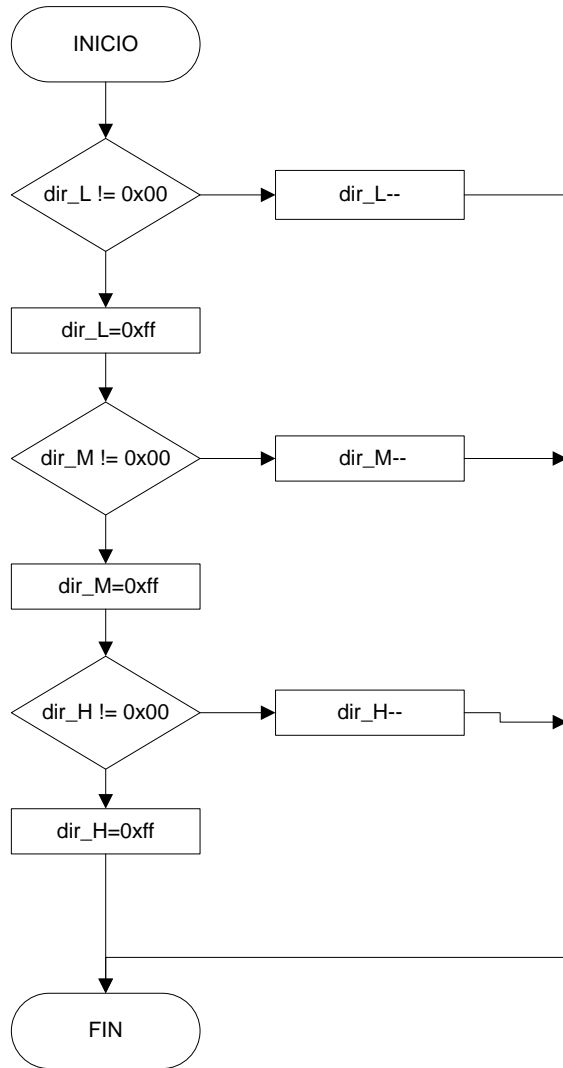 INICIO
dir_L != 0x00
dir_L--
dir_L=0xff
dir_M != 0x00
dir_M--
dir_M=0xff
dir_H != 0x00
dir_H--
dir_H=0xff
FIN